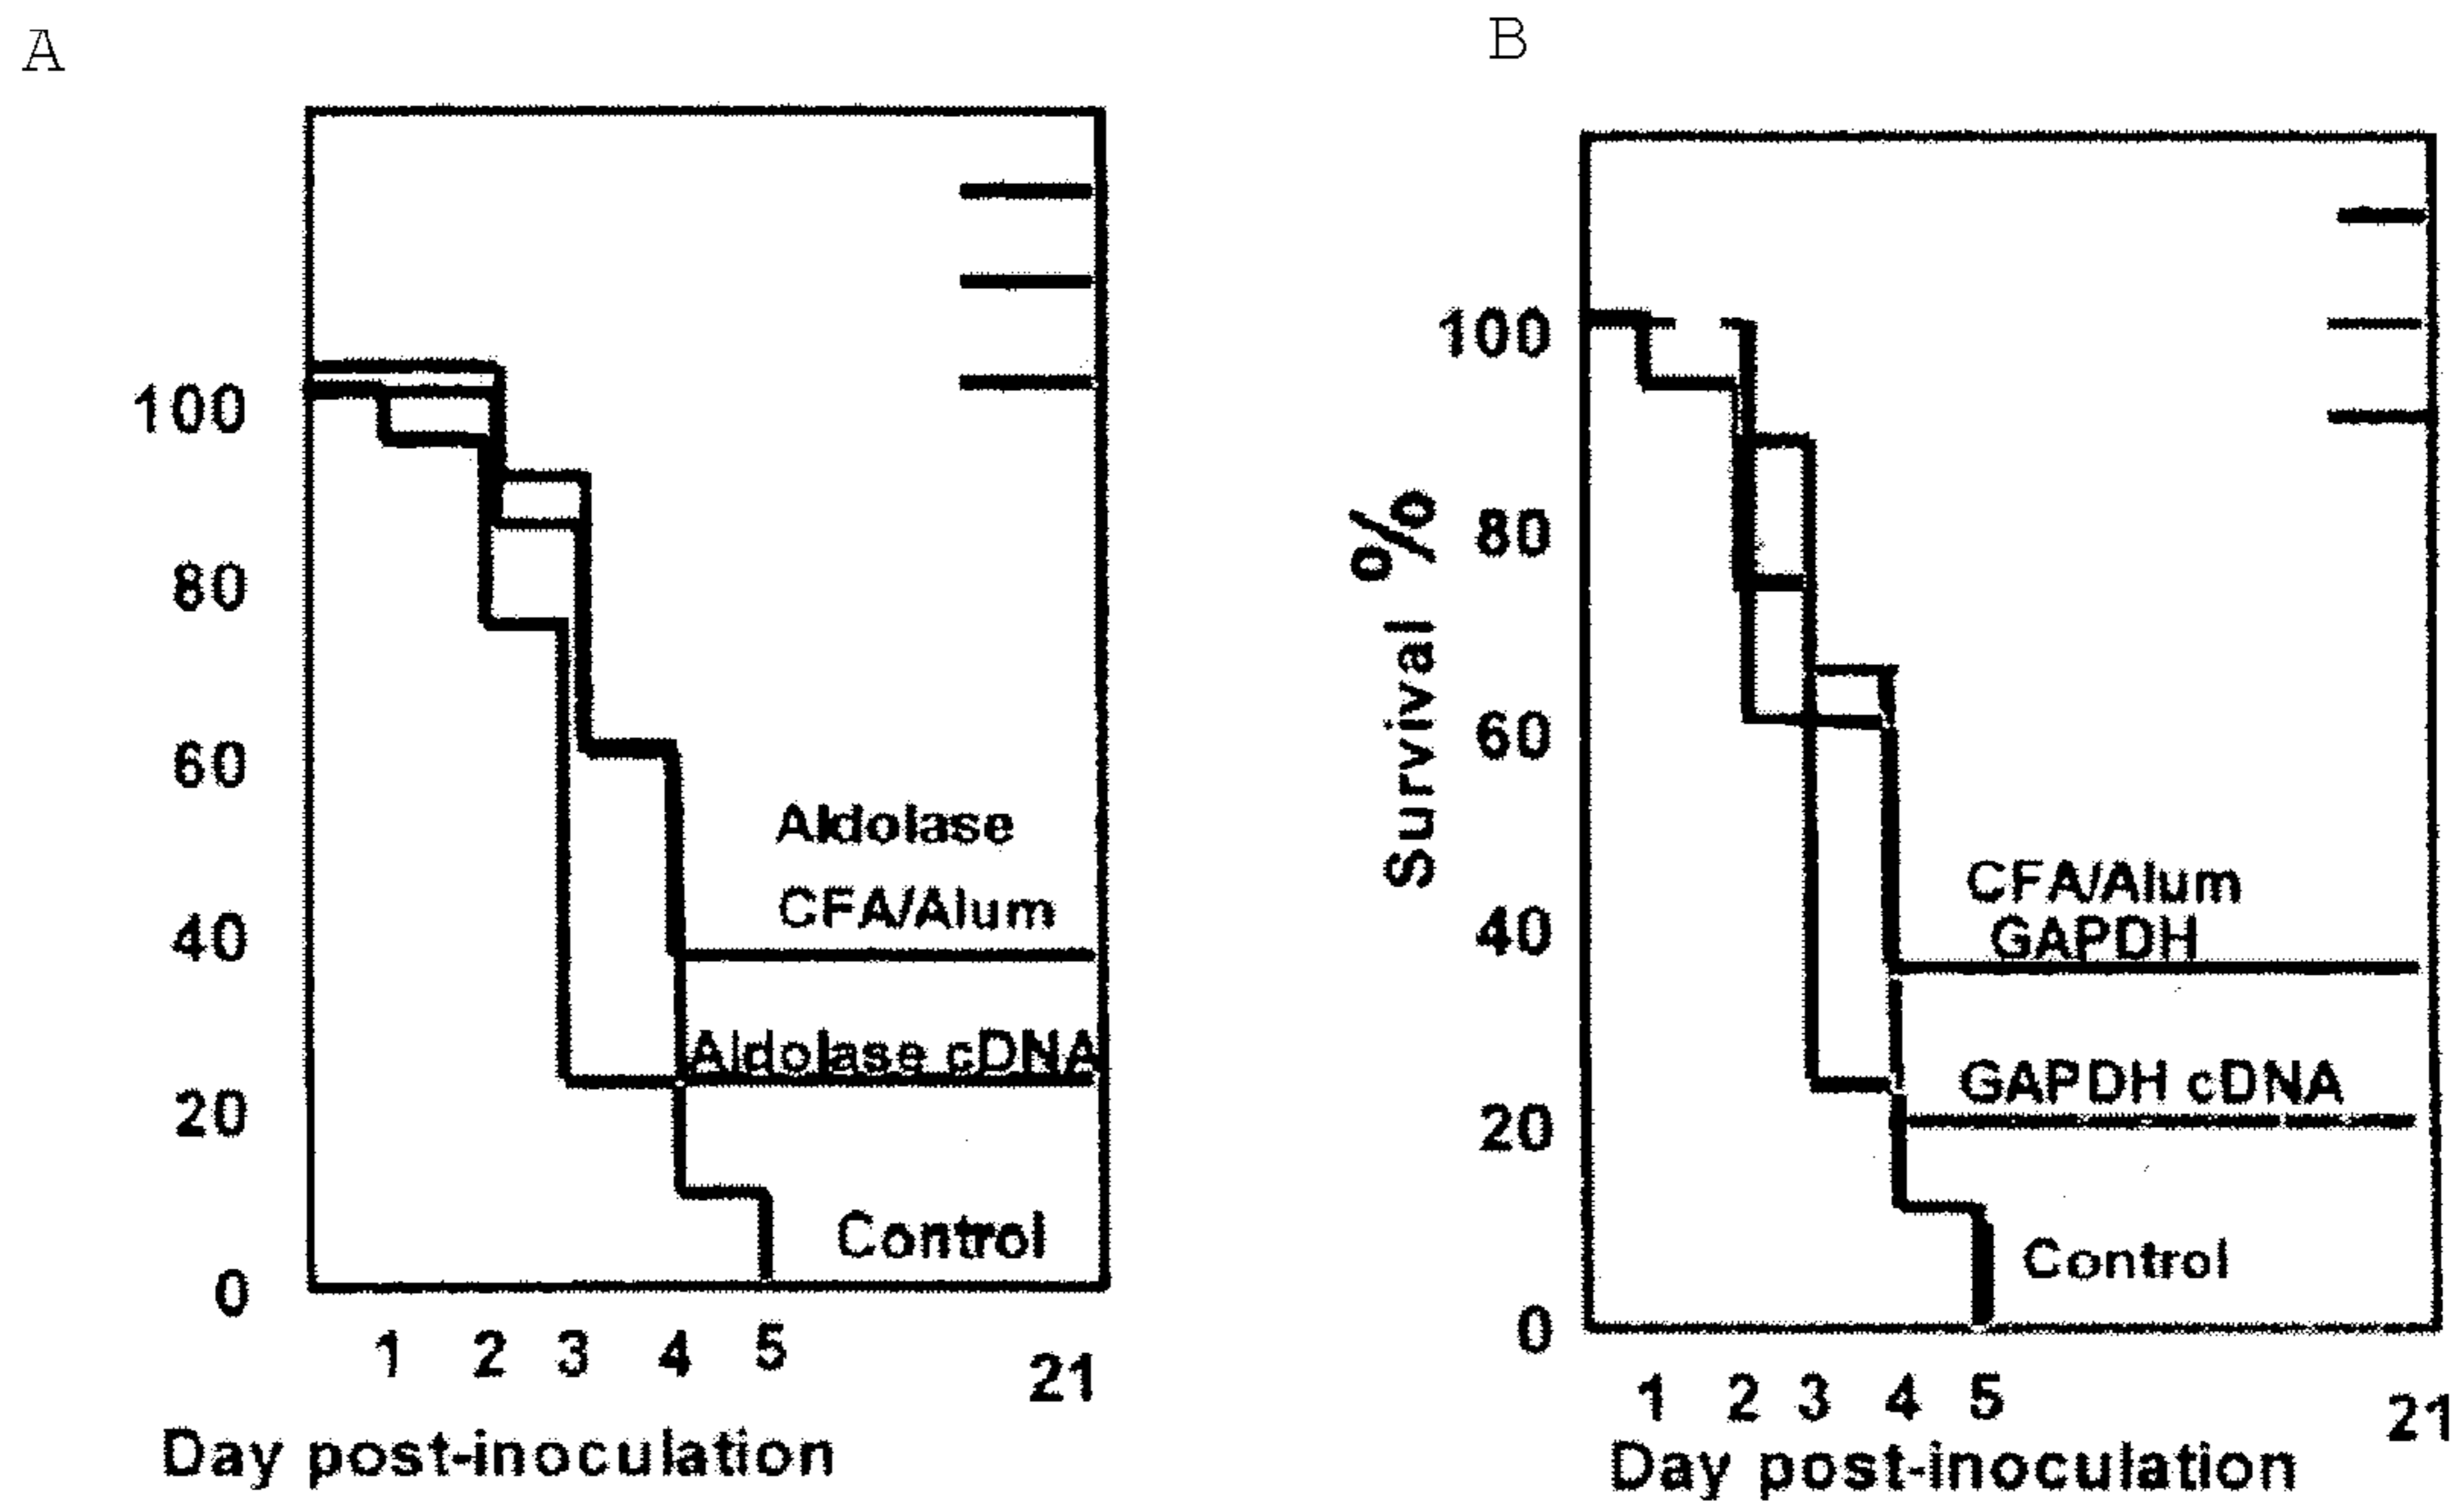 A
100
80
60
40
20
0
Aldolase
CFA/Alum
Aldolase cDNA
Control
1 2 3 4 5 21
Day post-inoculation
B
Survival %
100
80
60
40
20
0
CFA/Alum
GAPDH
GAPDH cDNA
Control
1 2 3 4 5 21
Day post-inoculation